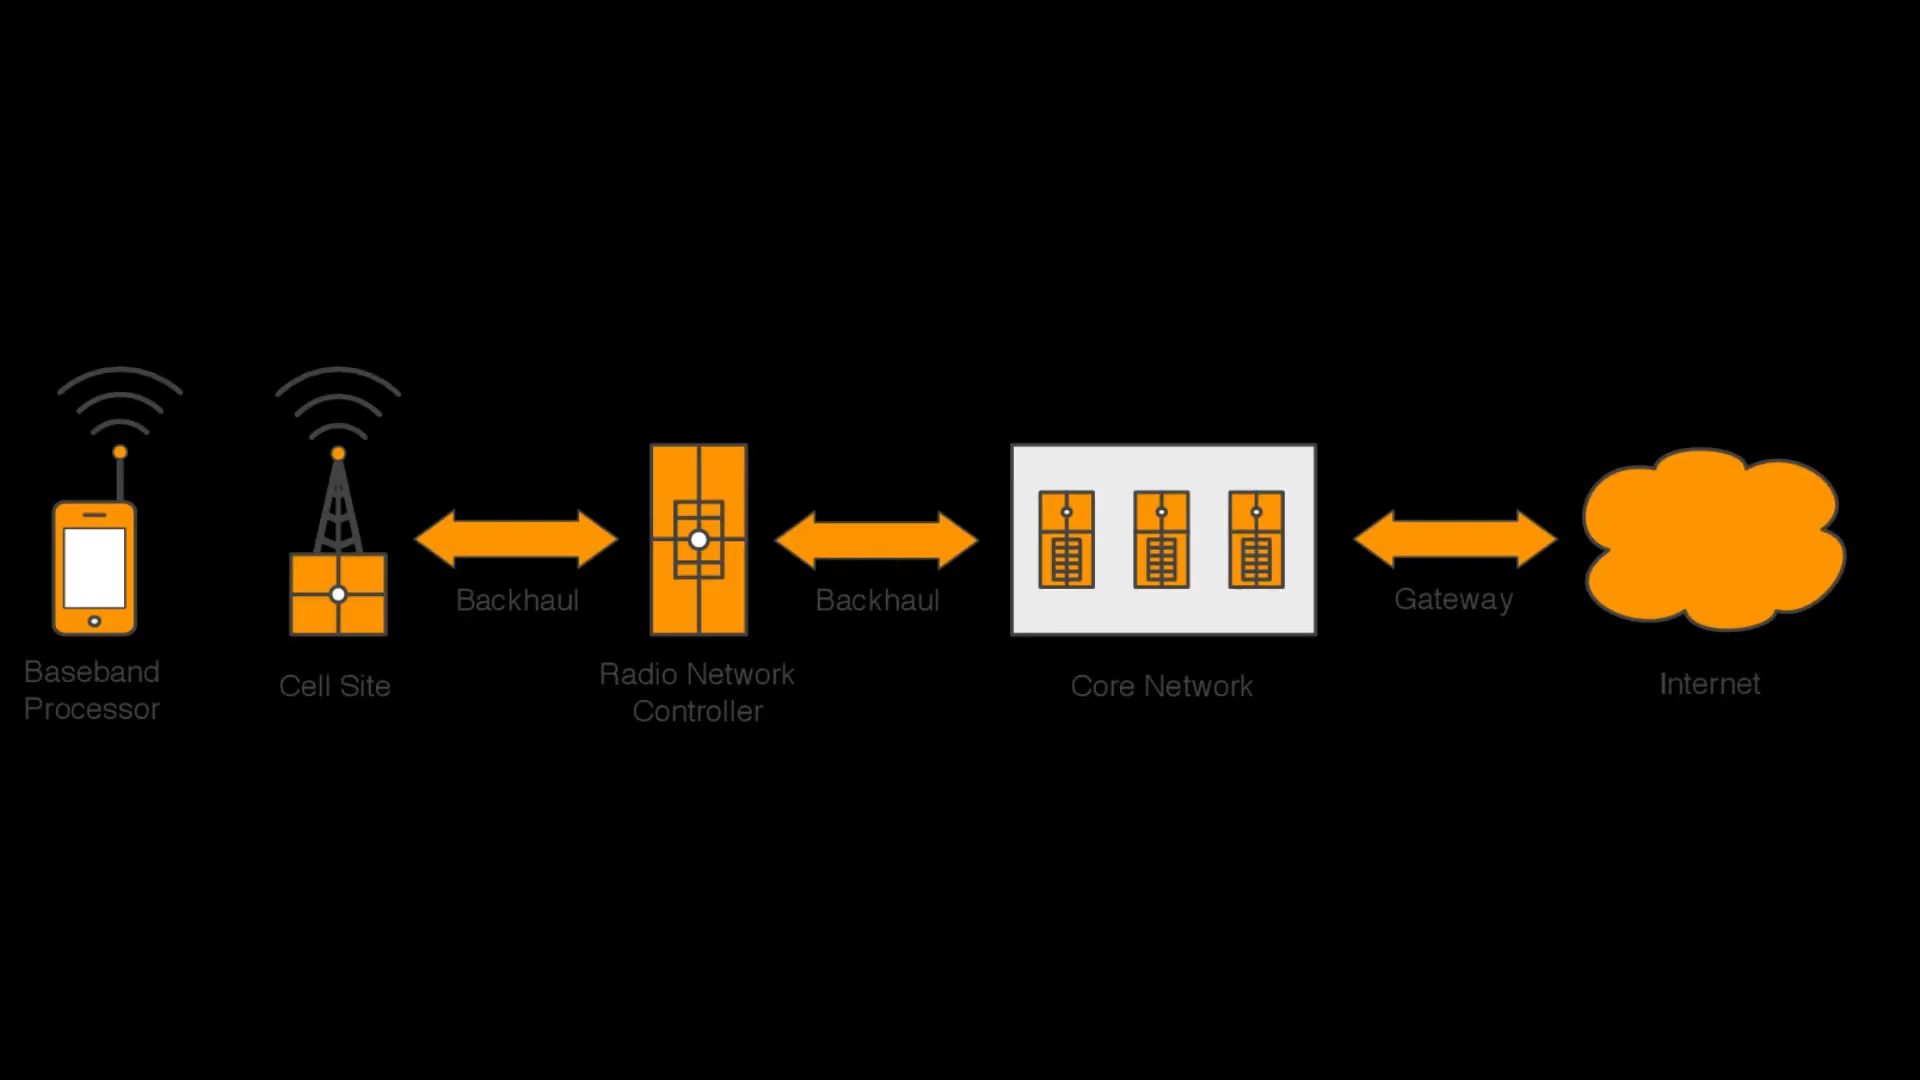 Backhaul
Backhaul
Gateway
Baseband
Processor
Cell Site
Radio Network
Controller
Core Network
Internet